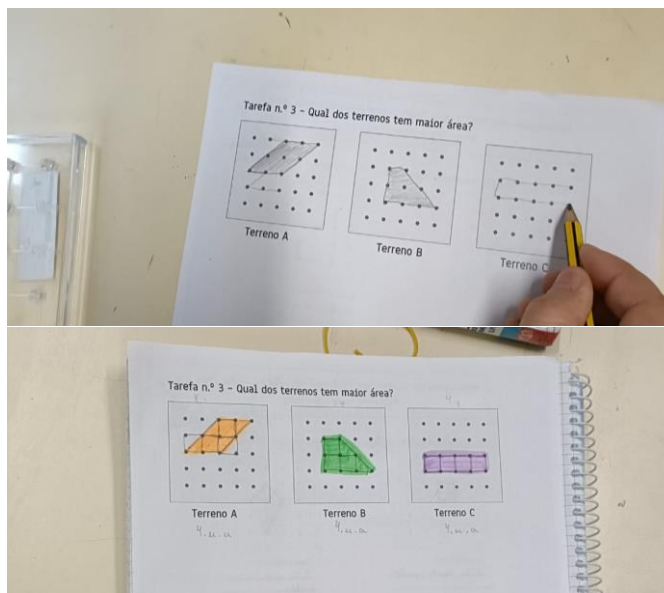 Tarefa n.º 3 – Qual dos terrenos tem maior área?
Terreno A
Terreno B
Terreno C
Tarefa n.º 3 – Qual dos terrenos tem maior área?
Terreno A
Terreno B
Terreno C
4.u.a
4.u.a
4.u.a